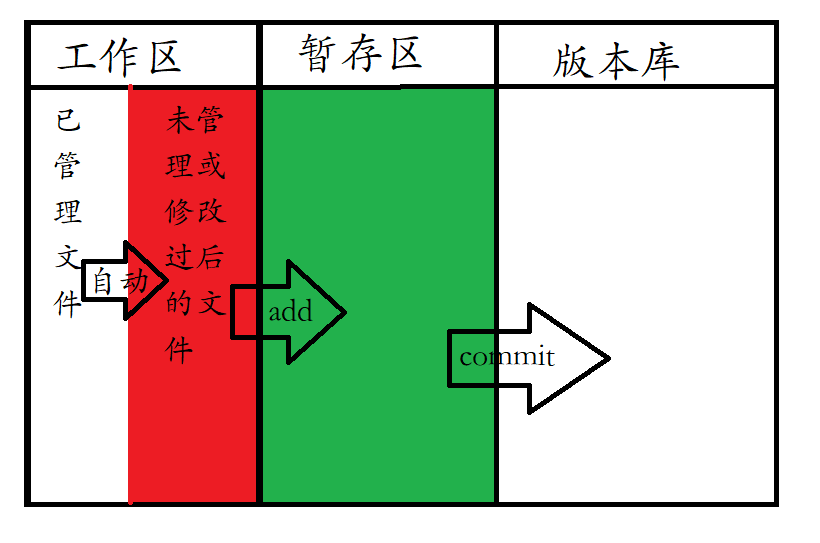 工作区
暂存区
版本库
已
管
理
文
件
未管
理或
修改
过后
的文
件
自动
add
commit